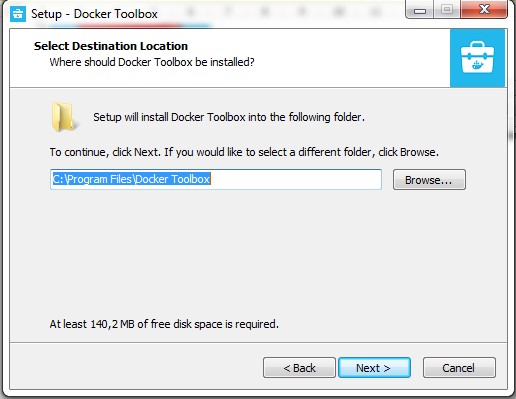 Setup - Docker Toolbox
Select Destination Location
Where should Docker Toolbox be installed?
Setup will install Docker Toolbox into the following folder.
To continue, click Next. If you would like to select a different folder, click Browse.
C:\Program Files\Docker Toolbox
Browse...
At least 140,2 MB of free disk space is required.
< Back
Next >
Cancel